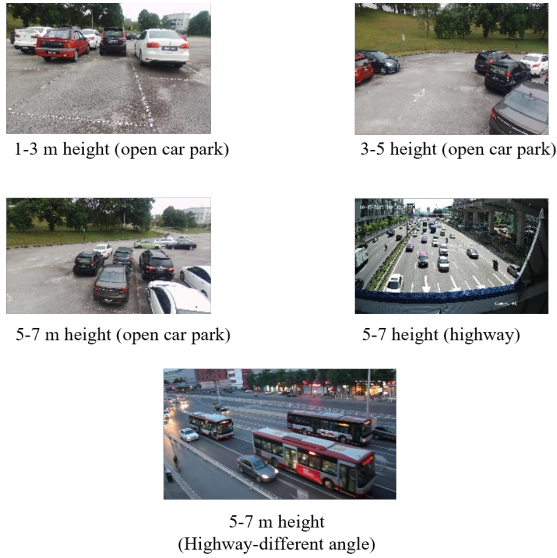 1-3 m height (open car park)
3-5 height (open car park)
5-7 m height (open car park)
5-7 height (highway)
5-7 m height
(Highway-different angle)